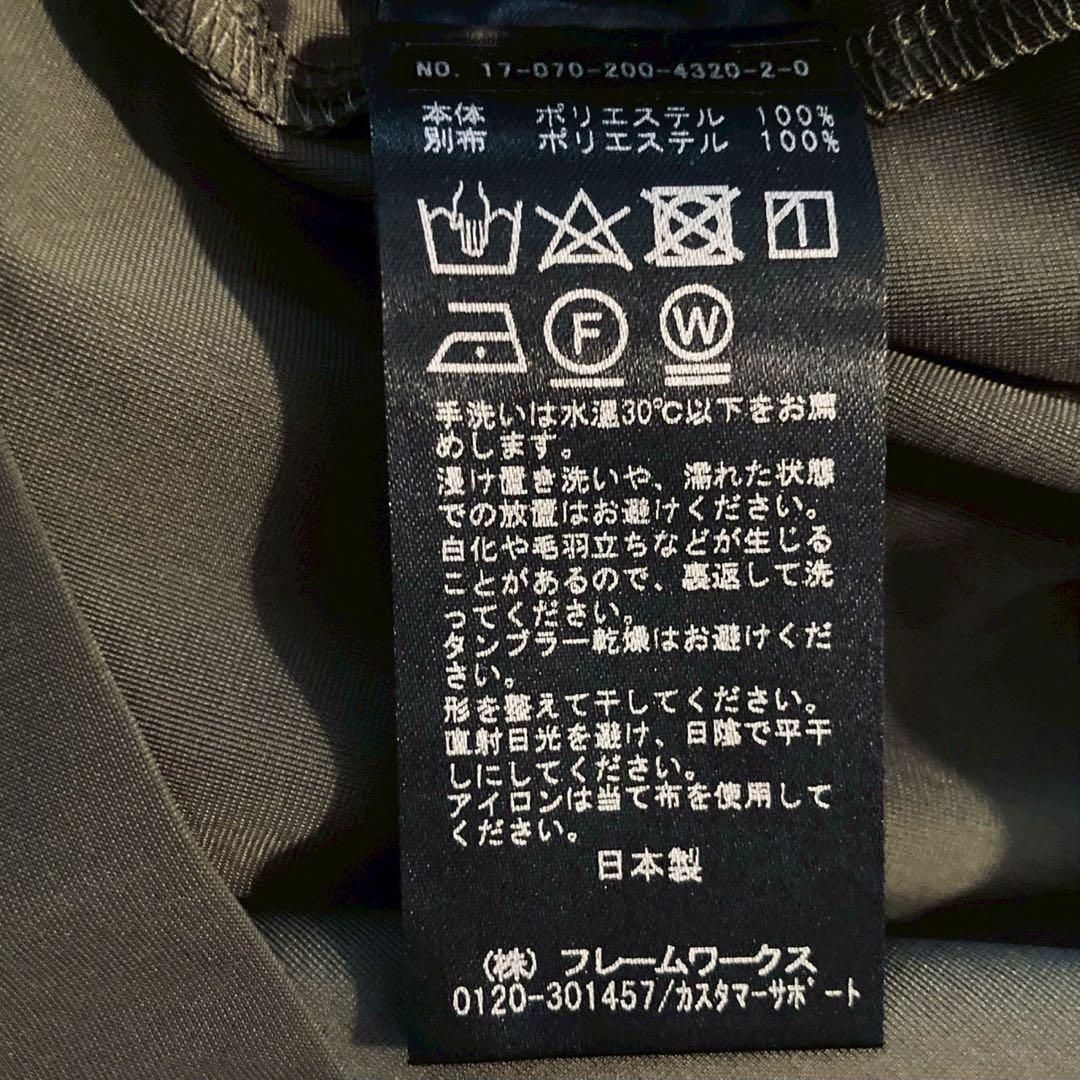 NO. 17-070-200-4320-2-0
本体 ポリエステル 100%
別布 ポリエステル 100%
F W
手洗いは水温30℃以下をお薦
めします。
浸け置き洗いや、濡れた状態
での放置はお避けください。
白化や毛羽立ちなどが生じる
ことがあるので、裏返して洗
ってください。
タンブラー乾燥はお避けくだ
さい。
形を整えて干してください。
直射日光を避け、日陰で平干
しにしてください。
アイロンは当て布を使用して
ください。
日本製
(株) フレームワークス
0120-301457/カスタマーサポート